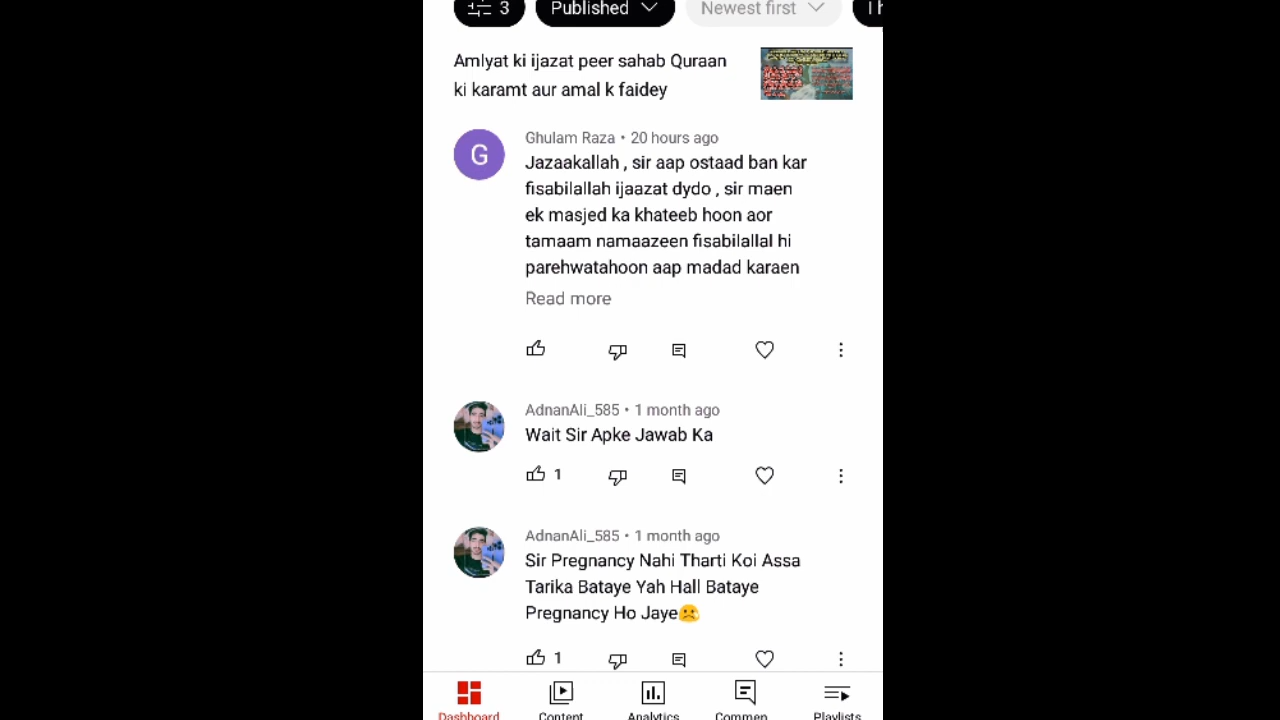 3 Published Newest first Th
Amlyat ki ijazat peer sahab Quraan
ki karamt aur amal k faidey
Ghulam Raza • 20 hours ago
G
Jazaakallah , sir aap ostaad ban kar
fisabilallah ijaazat dydo , sir maen
ek masjed ka khateeb hoon aor
tamaam namaazeen fisabilallal hi
parehwatahoon aap madad karaen
Read more
AdnanAli_585 • 1 month ago
Wait Sir Apke Jawab Ka
1
AdnanAli_585 • 1 month ago
Sir Pregnancy Nahi Tharti Koi Assa
Tarika Bataye Yah Hall Bataye
Pregnancy Ho Jaye☹️
1
Dashboard Content Analytics Commen Playlists